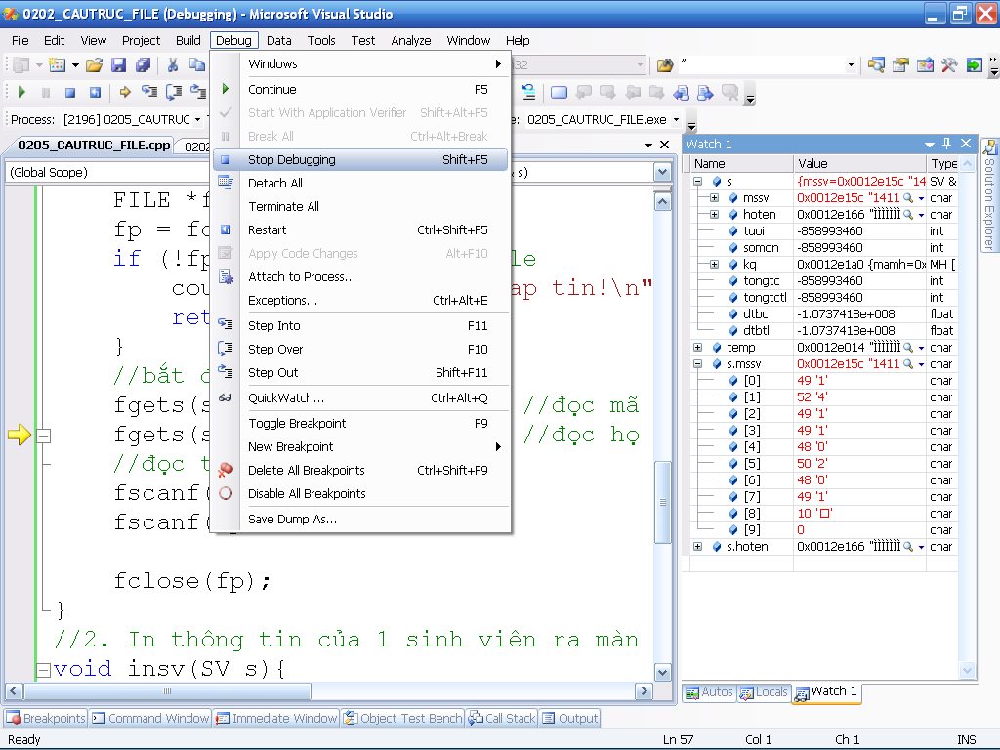 0202_CAUTRUC_FILE (Debugging) - Microsoft Visual Studio
File Edit View Project Build Debug Data Tools Test Analyze Window Help
Process: [2196] 0205_CAUTRUC 0205_CAUTRUC_FILE.exe
0205_CAUTRUC_FILE.cpp 0202
(Global Scope) s)
Windows
Continue F5
Start With Application Verifier Shift+Alt+F5
Break All Ctrl+Alt+Break
Stop Debugging Shift+F5
Detach All
Terminate All
Restart Ctrl+Shift+F5
Apply Code Changes Alt+F10
Attach to Process...
Exceptions... Ctrl+Alt+E
Step Into F11
Step Over F10
Step Out Shift+F11
QuickWatch... Ctrl+Alt+Q
Toggle Breakpoint F9
New Breakpoint
Delete All Breakpoints Ctrl+Shift+F9
Disable All Breakpoints
Save Dump As...
FILE *f
fp = fo
if (!fp le
cou ap tin!\n"
ret
}
//bắt đ
fgets(s //đọc mã
fgets(s //đọc họ
//đọc t
fscanf(
fscanf(
fclose(fp);
}
//2. In thông tin của 1 sinh viên ra màn
void insv(SV s){
Watch 1
Name Value Type
s {mssv=0x0012e15c "14 SV &
mssv 0x0012e15c "1411 char
hoten 0x0012e166 "ÌÌÌÌÌÌÌ char
tuoi -858993460 int
somon -858993460 int
kq 0x0012e1a0 {mamh=0x MH [
tongtc -858993460 int
tongtctl -858993460 int
dtbc -1.0737418e+008 float
dtbtl -1.0737418e+008 float
temp 0x0012e014 "ÌÌÌÌÌÌÌ char
s.mssv 0x0012e15c "1411 char
[0] 49 '1' char
[1] 52 '4' char
[2] 49 '1' char
[3] 49 '1' char
[4] 48 '0' char
[5] 50 '2' char
[6] 48 '0' char
[7] 49 '1' char
[8] 10 '□' char
[9] 0 char
s.hoten 0x0012e166 "ÌÌÌÌÌÌÌ char
Solution Explorer
Autos Locals Watch 1
Breakpoints Command Window Immediate Window Object Test Bench Call Stack Output
Ready Ln 57 Col 1 Ch 1 INS